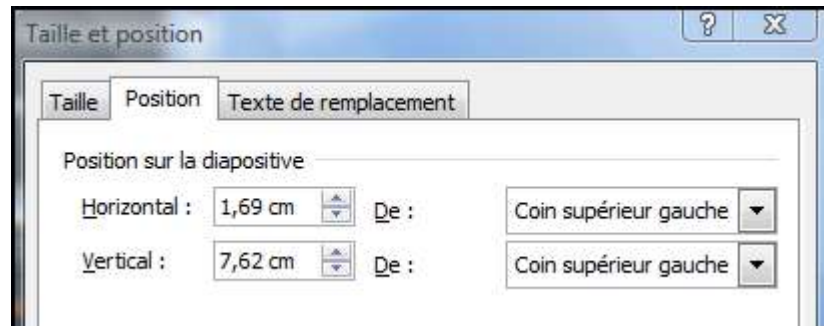 Taille et position
Taille Position Texte de remplacement
Position sur la diapositive
Horizontal : 1,69 cm De : Coin supérieur gauche
Vertical : 7,62 cm De : Coin supérieur gauche